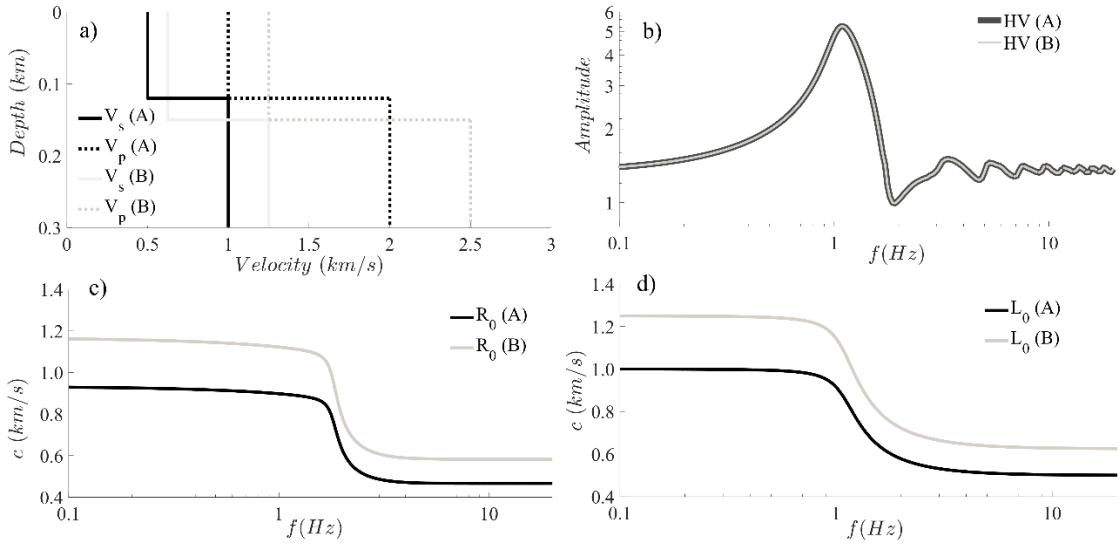 a)
0
0.1
0.2
0.3
Depth (km)
V_s (A)
V_p (A)
V_s (B)
V_p (B)
0 0.5 1 1.5 2 2.5 3
Velocity (km/s)
b)
HV (A)
HV (B)
6
5
4
3
2
1
Amplitude
0.1 1 10
f(Hz)
c)
R_0 (A)
R_0 (B)
1.4
1.2
1.0
0.8
0.6
0.4
c (km/s)
0.1 1 10
f(Hz)
d)
L_0 (A)
L_0 (B)
1.4
1.2
1.0
0.8
0.6
0.4
c (km/s)
0.1 1 10
f(Hz)